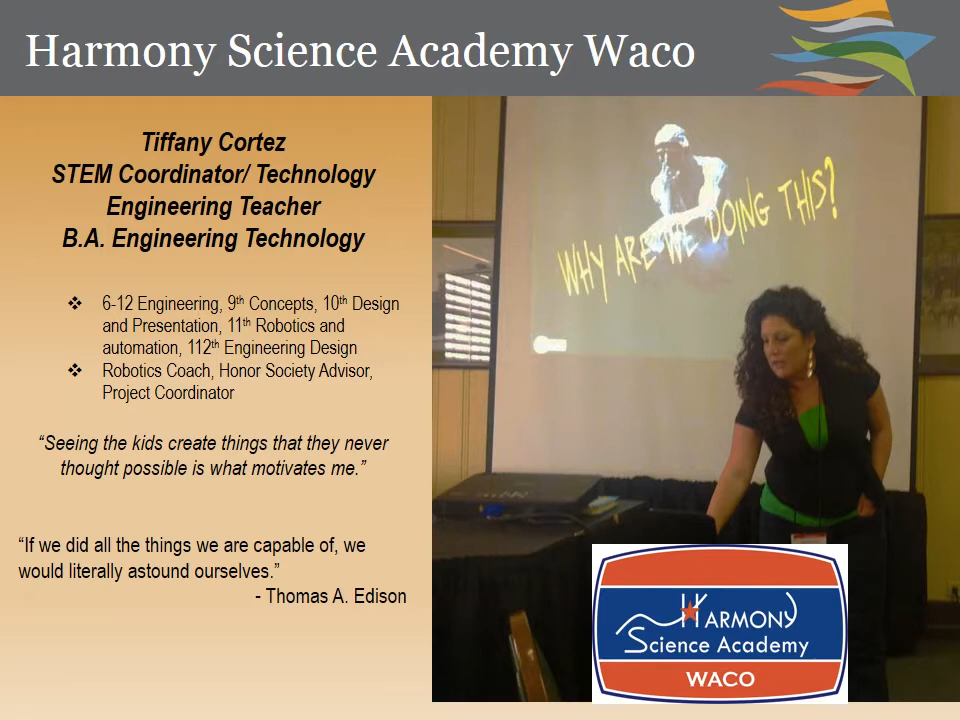 Harmony Science Academy Waco
Tiffany Cortez
STEM Coordinator/ Technology
Engineering Teacher
B.A. Engineering Technology
❖ 6-12 Engineering, 9th Concepts, 10th Design
and Presentation, 11th Robotics and
automation, 112th Engineering Design
❖ Robotics Coach, Honor Society Advisor,
Project Coordinator
“Seeing the kids create things that they never
thought possible is what motivates me.”
“If we did all the things we are capable of, we
would literally astound ourselves.”
- Thomas A. Edison
WHY ARE WE DOING THIS?
HARMONY
Science Academy
WACO